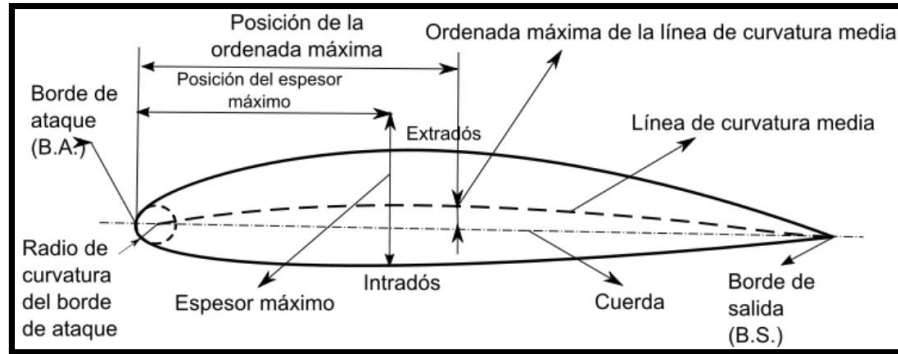 Posición de la
ordenada máxima
Ordenada máxima de la línea de curvatura media
Posición del espesor
máximo
Borde de
ataque
(B.A.)
Extradós
Línea de curvatura media
Radio de
curvatura
del borde
de ataque
Espesor máximo
Intradós
Cuerda
Borde de
salida
(B.S.)